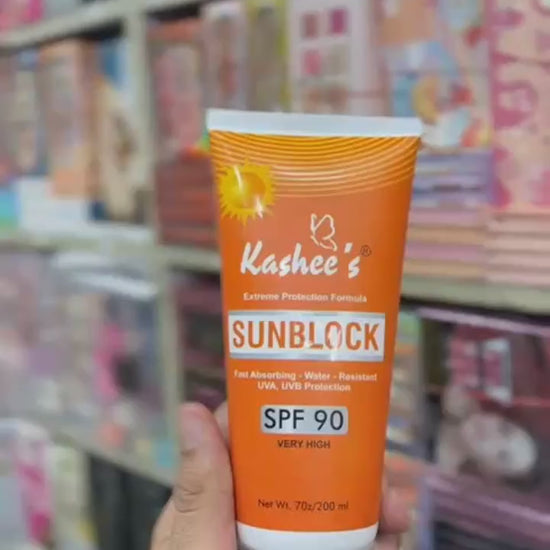 Kashee's®
Extreme Protection Formula
SUNBLOCK
Fast Absorbing - Water - Resistant
UVA, UVB Protection
SPF 90
VERY HIGH
Net Wt. 7oz/200 ml